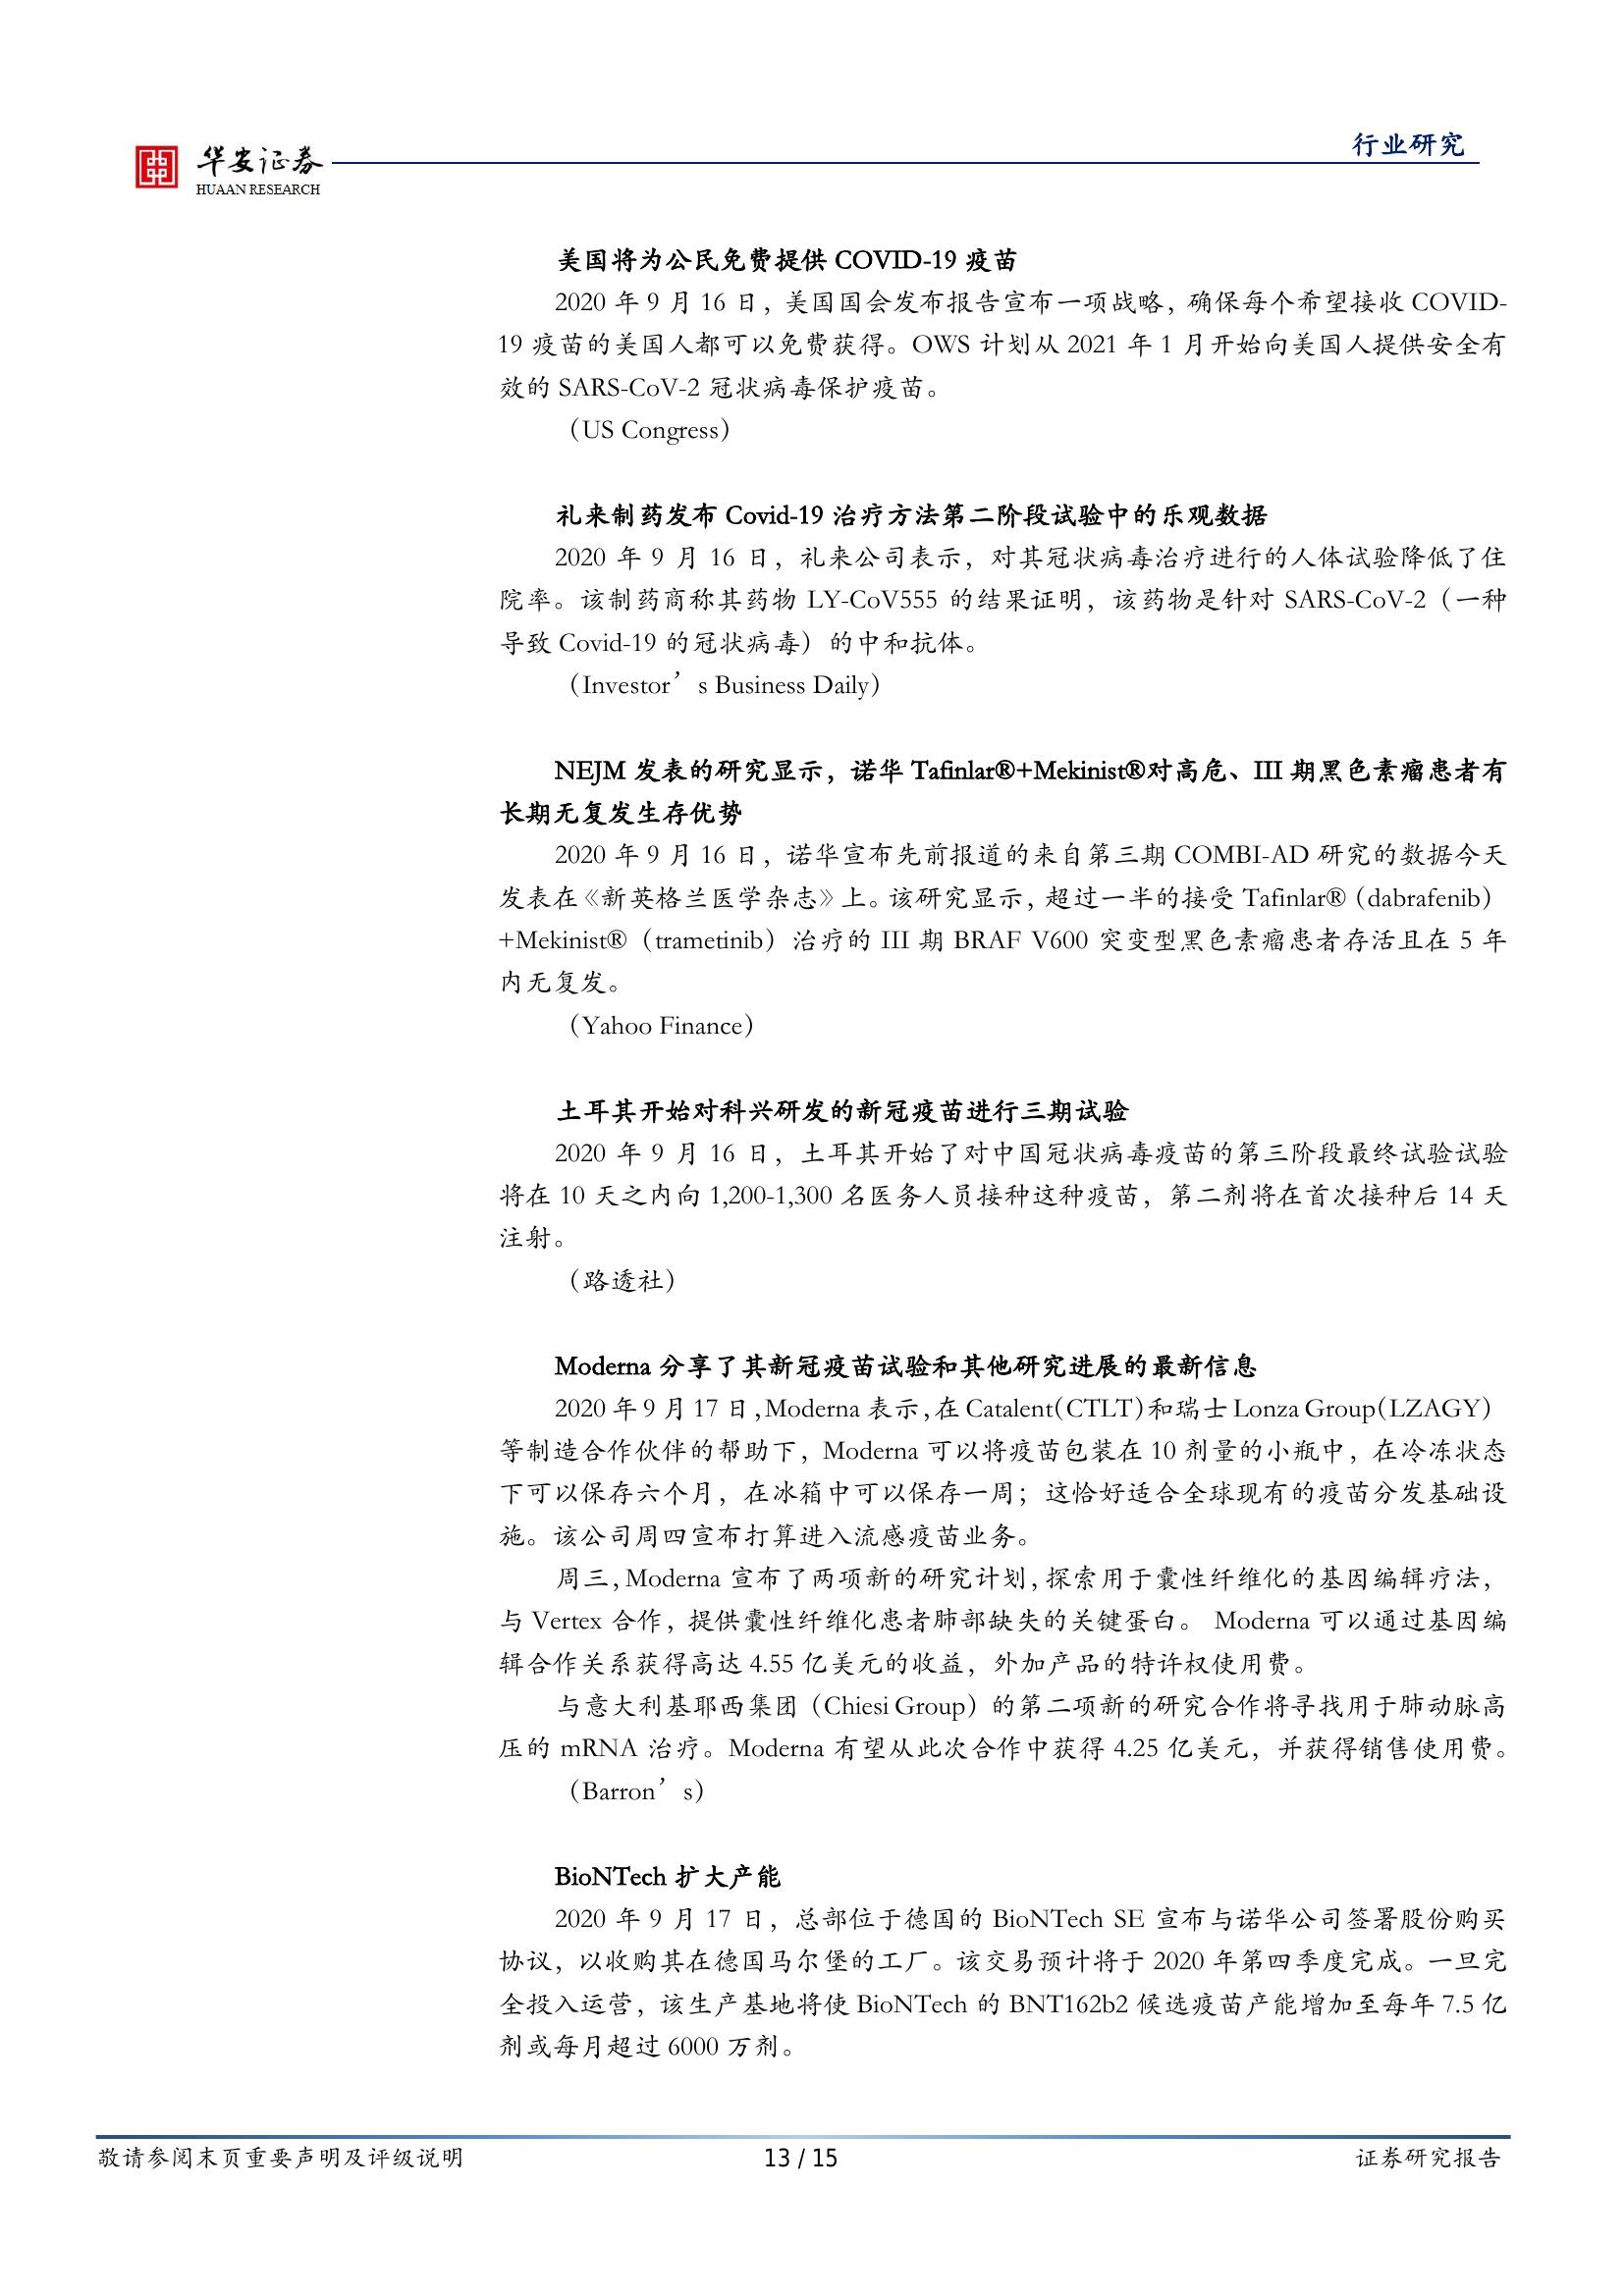 华安证券
HUAAN RESEARCH
行业研究
美国将为公民免费提供 COVID-19 疫苗
2020 年 9 月 16 日，美国国会发布报告宣布一项战略，确保每个希望接收 COVID-
19 疫苗的美国人都可以免费获得。OWS 计划从 2021 年 1 月开始向美国人提供安全有
效的 SARS-CoV-2 冠状病毒保护疫苗。
（US Congress）
礼来制药发布 Covid-19 治疗方法第二阶段试验中的乐观数据
2020 年 9 月 16 日，礼来公司表示，对其冠状病毒治疗进行的人体试验降低了住
院率。该制药商称其药物 LY-CoV555 的结果证明，该药物是针对 SARS-CoV-2（一种
导致 Covid-19 的冠状病毒）的中和抗体。
（Investor’s Business Daily）
NEJM 发表的研究显示，诺华 Tafinlar®+Mekinist®对高危、III 期黑色素瘤患者有
长期无复发生存优势
2020 年 9 月 16 日，诺华宣布先前报道的来自第三期 COMBI-AD 研究的数据今天
发表在《新英格兰医学杂志》上。该研究显示，超过一半的接受 Tafinlar®（dabrafenib）
+Mekinist®（trametinib）治疗的 III 期 BRAF V600 突变型黑色素瘤患者存活且在 5 年
内无复发。
（Yahoo Finance）
土耳其开始对科兴研发的新冠疫苗进行三期试验
2020 年 9 月 16 日，土耳其开始了对中国冠状病毒疫苗的第三阶段最终试验试验
将在 10 天之内向 1,200-1,300 名医务人员接种这种疫苗，第二剂将在首次接种后 14 天
注射。
（路透社）
Moderna 分享了其新冠疫苗试验和其他研究进展的最新信息
2020 年 9 月 17 日，Moderna 表示，在 Catalent（CTLT）和瑞士 Lonza Group（LZAGY）
等制造合作伙伴的帮助下，Moderna 可以将疫苗包装在 10 剂量的小瓶中，在冷冻状态
下可以保存六个月，在冰箱中可以保存一周；这恰好适合全球现有的疫苗分发基础设
施。该公司周四宣布打算进入流感疫苗业务。
周三，Moderna 宣布了两项新的研究计划，探索用于囊性纤维化的基因编辑疗法，
与 Vertex 合作，提供囊性纤维化患者肺部缺失的关键蛋白。 Moderna 可以通过基因编
辑合作关系获得高达 4.55 亿美元的收益，外加产品的特许权使用费。
与意大利基耶西集团（Chiesi Group）的第二项新的研究合作将寻找用于肺动脉高
压的 mRNA 治疗。Moderna 有望从此次合作中获得 4.25 亿美元，并获得销售使用费。
（Barron’s）
BioNTech 扩大产能
2020 年 9 月 17 日，总部位于德国的 BioNTech SE 宣布与诺华公司签署股份购买
协议，以收购其在德国马尔堡的工厂。该交易预计将于 2020 年第四季度完成。一旦完
全投入运营，该生产基地将使 BioNTech 的 BNT162b2 候选疫苗产能增加至每年 7.5 亿
剂或每月超过 6000 万剂。
敬请参阅末页重要声明及评级说明
13 / 15
证券研究报告